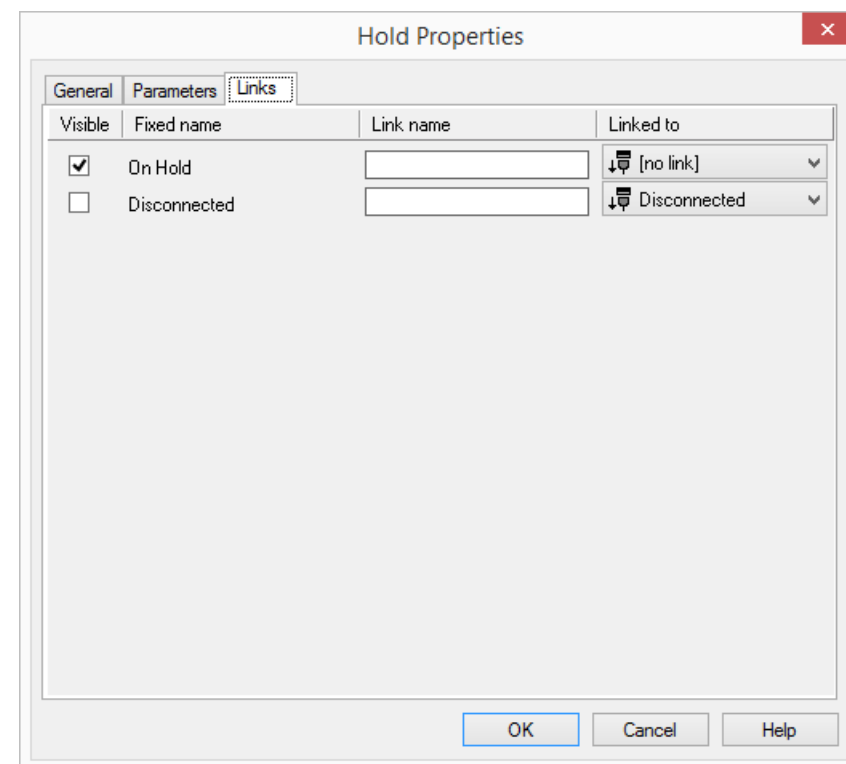 Hold Properties
General Parameters Links
Visible Fixed name Link name Linked to
On Hold [no link]
Disconnected Disconnected
OK Cancel Help